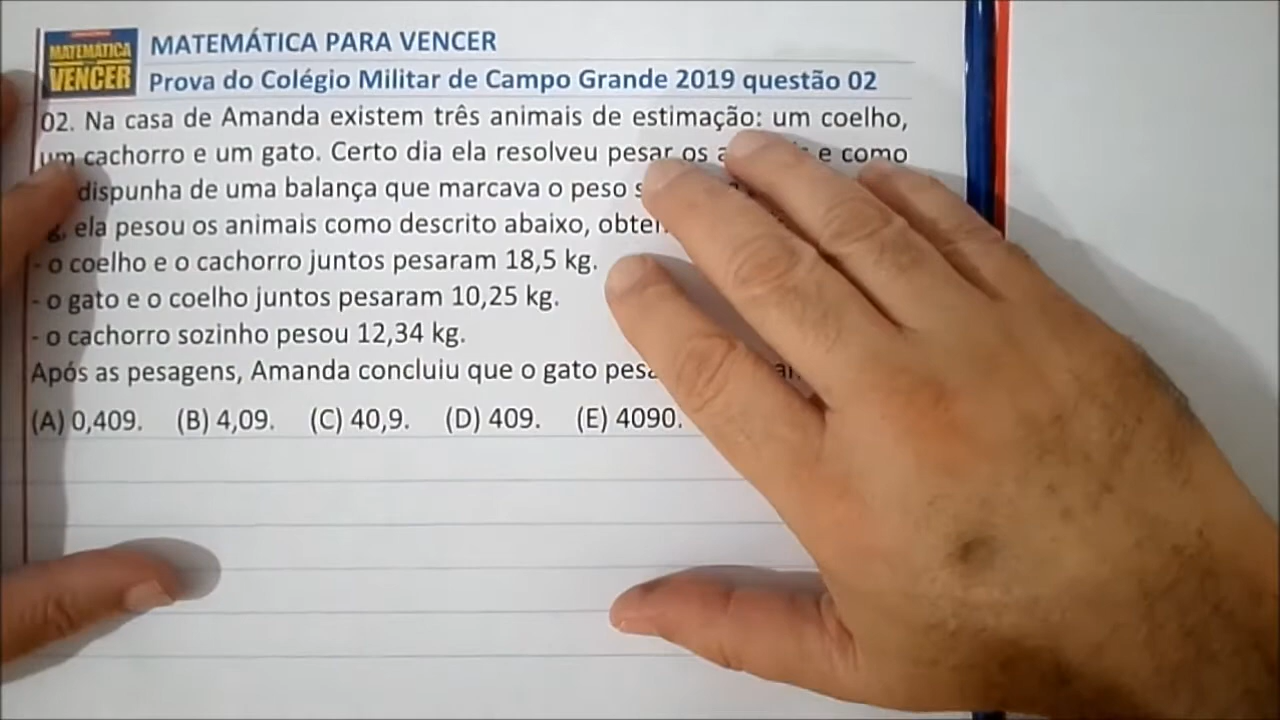 MATEMÁTICA
VENCER
MATEMÁTICA PARA VENCER
Prova do Colégio Militar de Campo Grande 2019 questão 02
02. Na casa de Amanda existem três animais de estimação: um coelho,
um cachorro e um gato. Certo dia ela resolveu pesar os e como
dispunha de uma balança que marcava o peso
ela pesou os animais como descrito abaixo,
- o coelho e o cachorro juntos pesaram 18,5 kg.
- o gato e o coelho juntos pesaram 10,25 kg.
- o cachorro sozinho pesou 12,34 kg.
Após as pesagens, Amanda concluiu que o gato
(A) 0,409. (B) 4,09. (C) 40,9. (D) 409. (E) 4090.